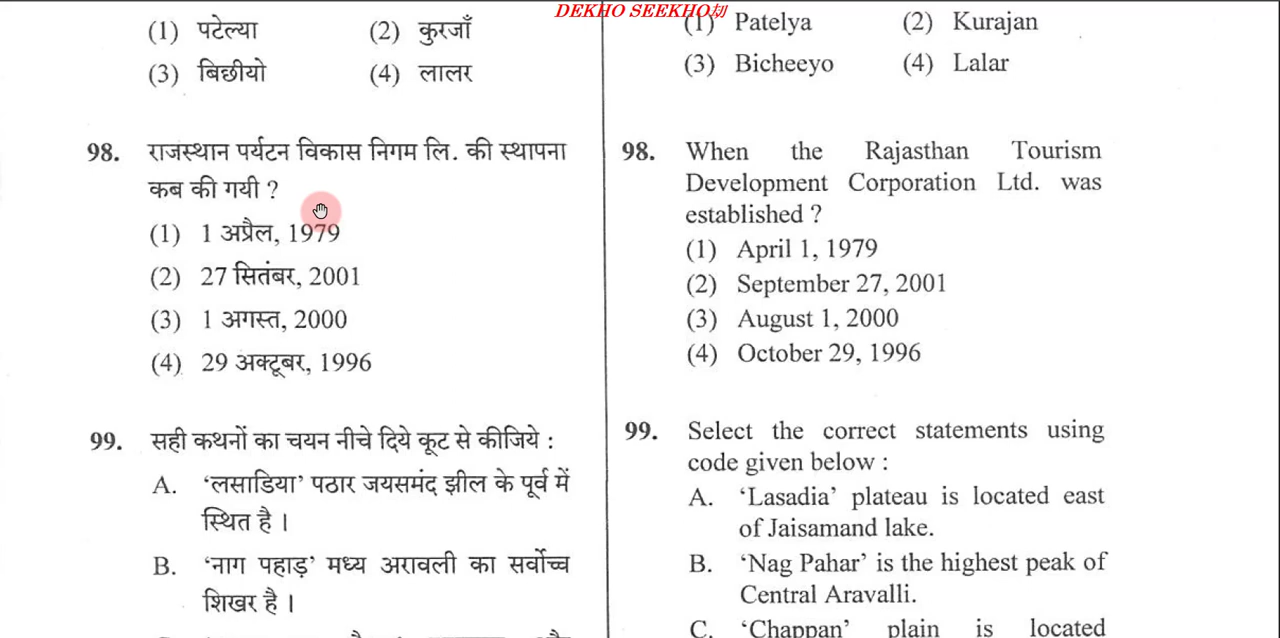 DEKHO SEEKHO
(1) पटेल्या (2) कुरजाँ
(3) बिछीयो (4) लालर
98. राजस्थान पर्यटन विकास निगम लि. की स्थापना
कब की गयी ?
(1) 1 अप्रैल, 1979
(2) 27 सितंबर, 2001
(3) 1 अगस्त, 2000
(4) 29 अक्टूबर, 1996
99. सही कथनों का चयन नीचे दिये कूट से कीजिये :
A. ‘लसाडिया’ पठार जयसमंद झील के पूर्व में
स्थित है ।
B. ‘नाग पहाड़’ मध्य अरावली का सर्वोच्च
शिखर है ।
(1) Patelya (2) Kurajan
(3) Bicheeyo (4) Lalar
98. When the Rajasthan Tourism
Development Corporation Ltd. was
established ?
(1) April 1, 1979
(2) September 27, 2001
(3) August 1, 2000
(4) October 29, 1996
99. Select the correct statements using
code given below :
A. ‘Lasadia’ plateau is located east
of Jaisamand lake.
B. ‘Nag Pahar’ is the highest peak of
Central Aravalli.
C. ‘Chappan’ plain is located